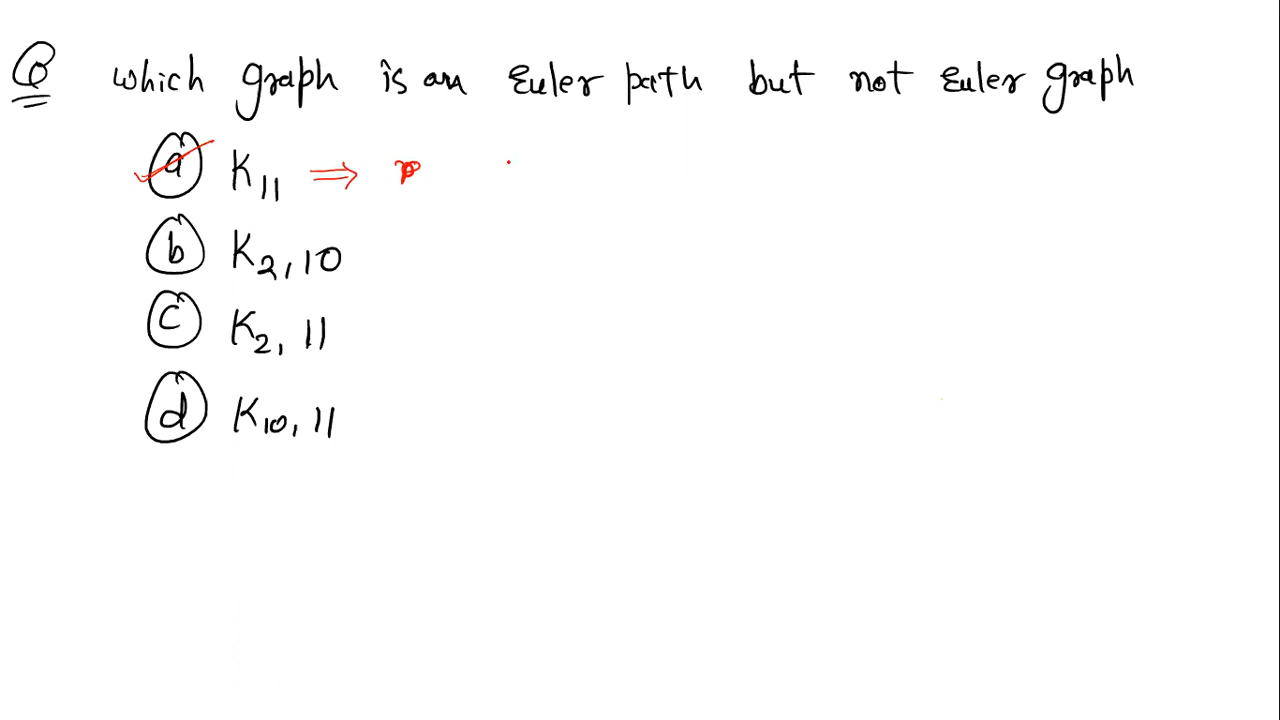 Q which graph is an Euler path but not Euler graph
a K11 ⇒
b K2,10
c K2, 11
d K10, 11